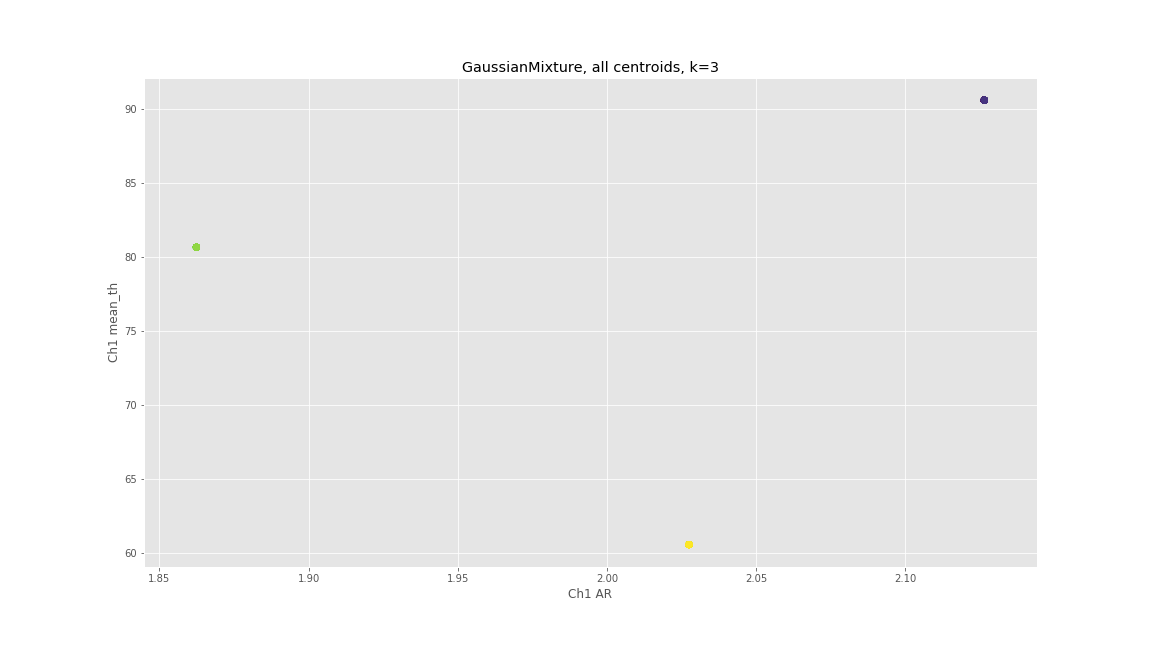 GaussianMixture, all centroids, k=3
90
85
80
75
70
65
60
Ch1 mean_th
1.85 1.90 1.95 2.00 2.05 2.10
Ch1 AR